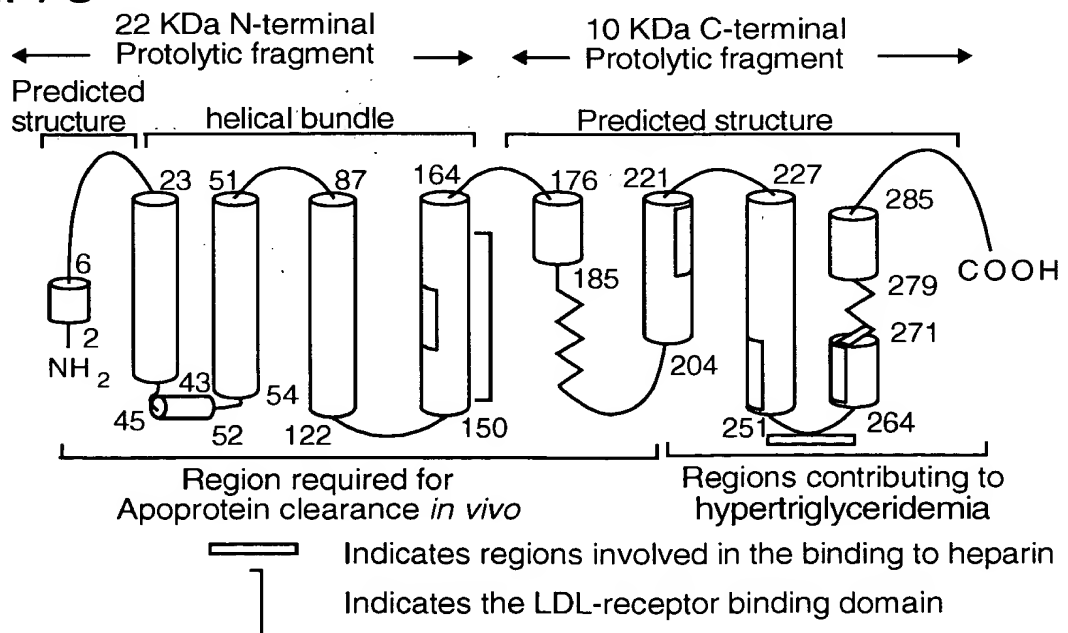 22 KDa N-terminal
Protolytic fragment
10 KDa C-terminal
Protolytic fragment
Predicted
structure
helical bundle
Predicted structure
23
51
87
164
176
221
227
285
6
2
NH2
185
279
COOH
271
204
43
45
54
52
122
150
251
264
Region required for
Apoprotein clearance in vivo
Regions contributing to
hypertriglyceridemia
Indicates regions involved in the binding to heparin
Indicates the LDL-receptor binding domain